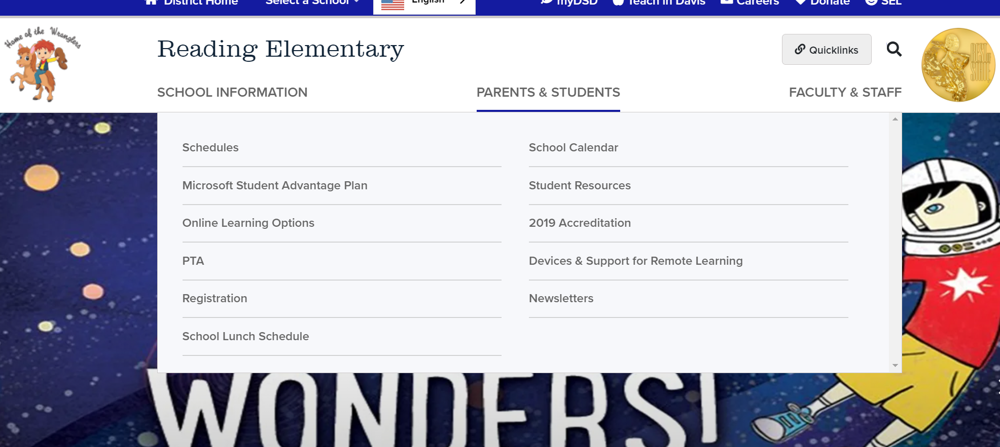 District Home Select a School English myDSD Teach in Davis Careers Donate SEL
Home of the Wranglers
Reading Elementary
Quicklinks
BEST OF STATE
SCHOOL INFORMATION PARENTS & STUDENTS FACULTY & STAFF
Schedules School Calendar
Microsoft Student Advantage Plan Student Resources
Online Learning Options 2019 Accreditation
PTA Devices & Support for Remote Learning
Registration Newsletters
School Lunch Schedule
WONDERS!